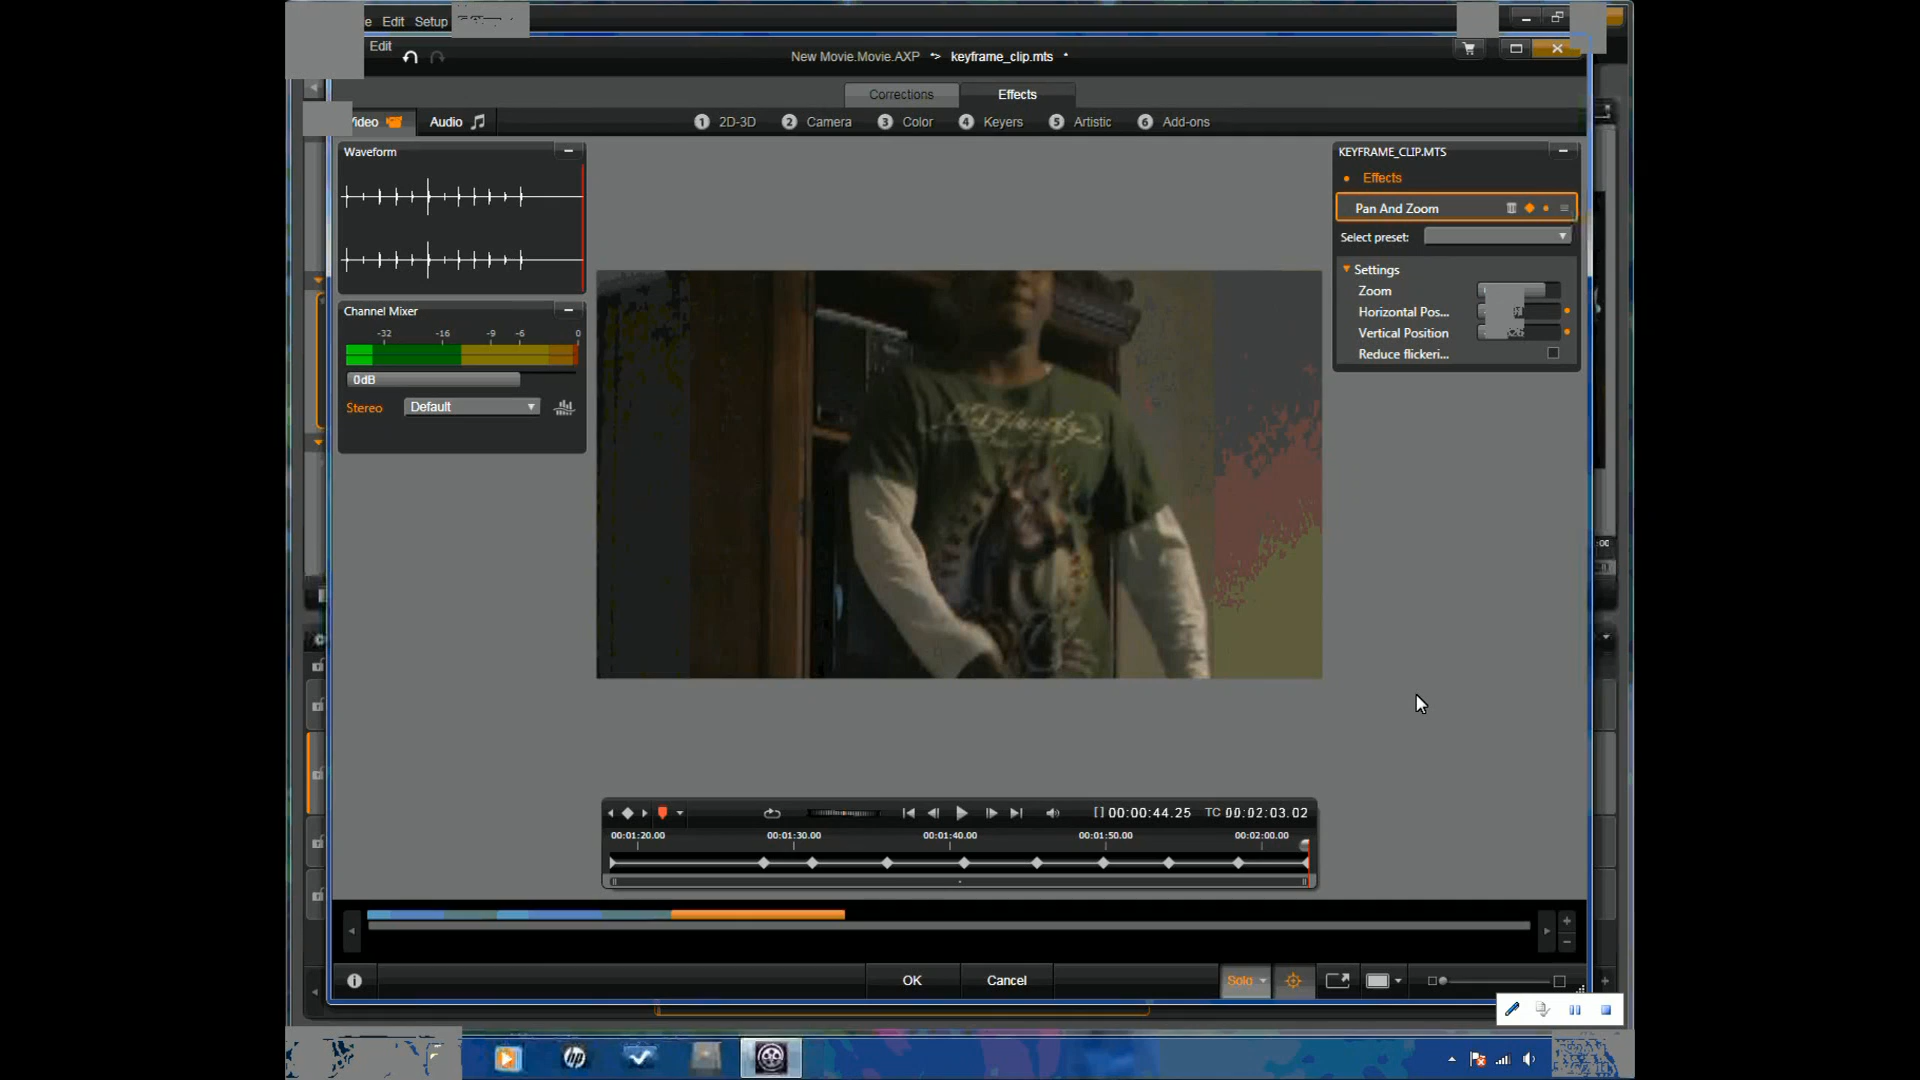 Edit Setup
Edit
New Movie.Movie.AXP keyframe_clip.mts *
Corrections Effects
Audio
1 2D-3D 2 Camera 3 Color 4 Keyers 5 Artistic 6 Add-ons
Waveform
KEYFRAME_CLIP.MTS
Effects
Pan And Zoom
Select preset:
Settings
Zoom
Horizontal Pos...
Vertical Position
Reduce flickeri...
Channel Mixer
-32 -16 -9 -6 0
0dB
Stereo Default
[] 00:00:44.25 TC 00:02:03.02
00:01:20.00 00:01:30.00 00:01:40.00 00:01:50.00 00:02:00.00
OK Cancel Solo
hp